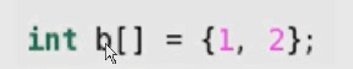 int b[] = {1, 2};